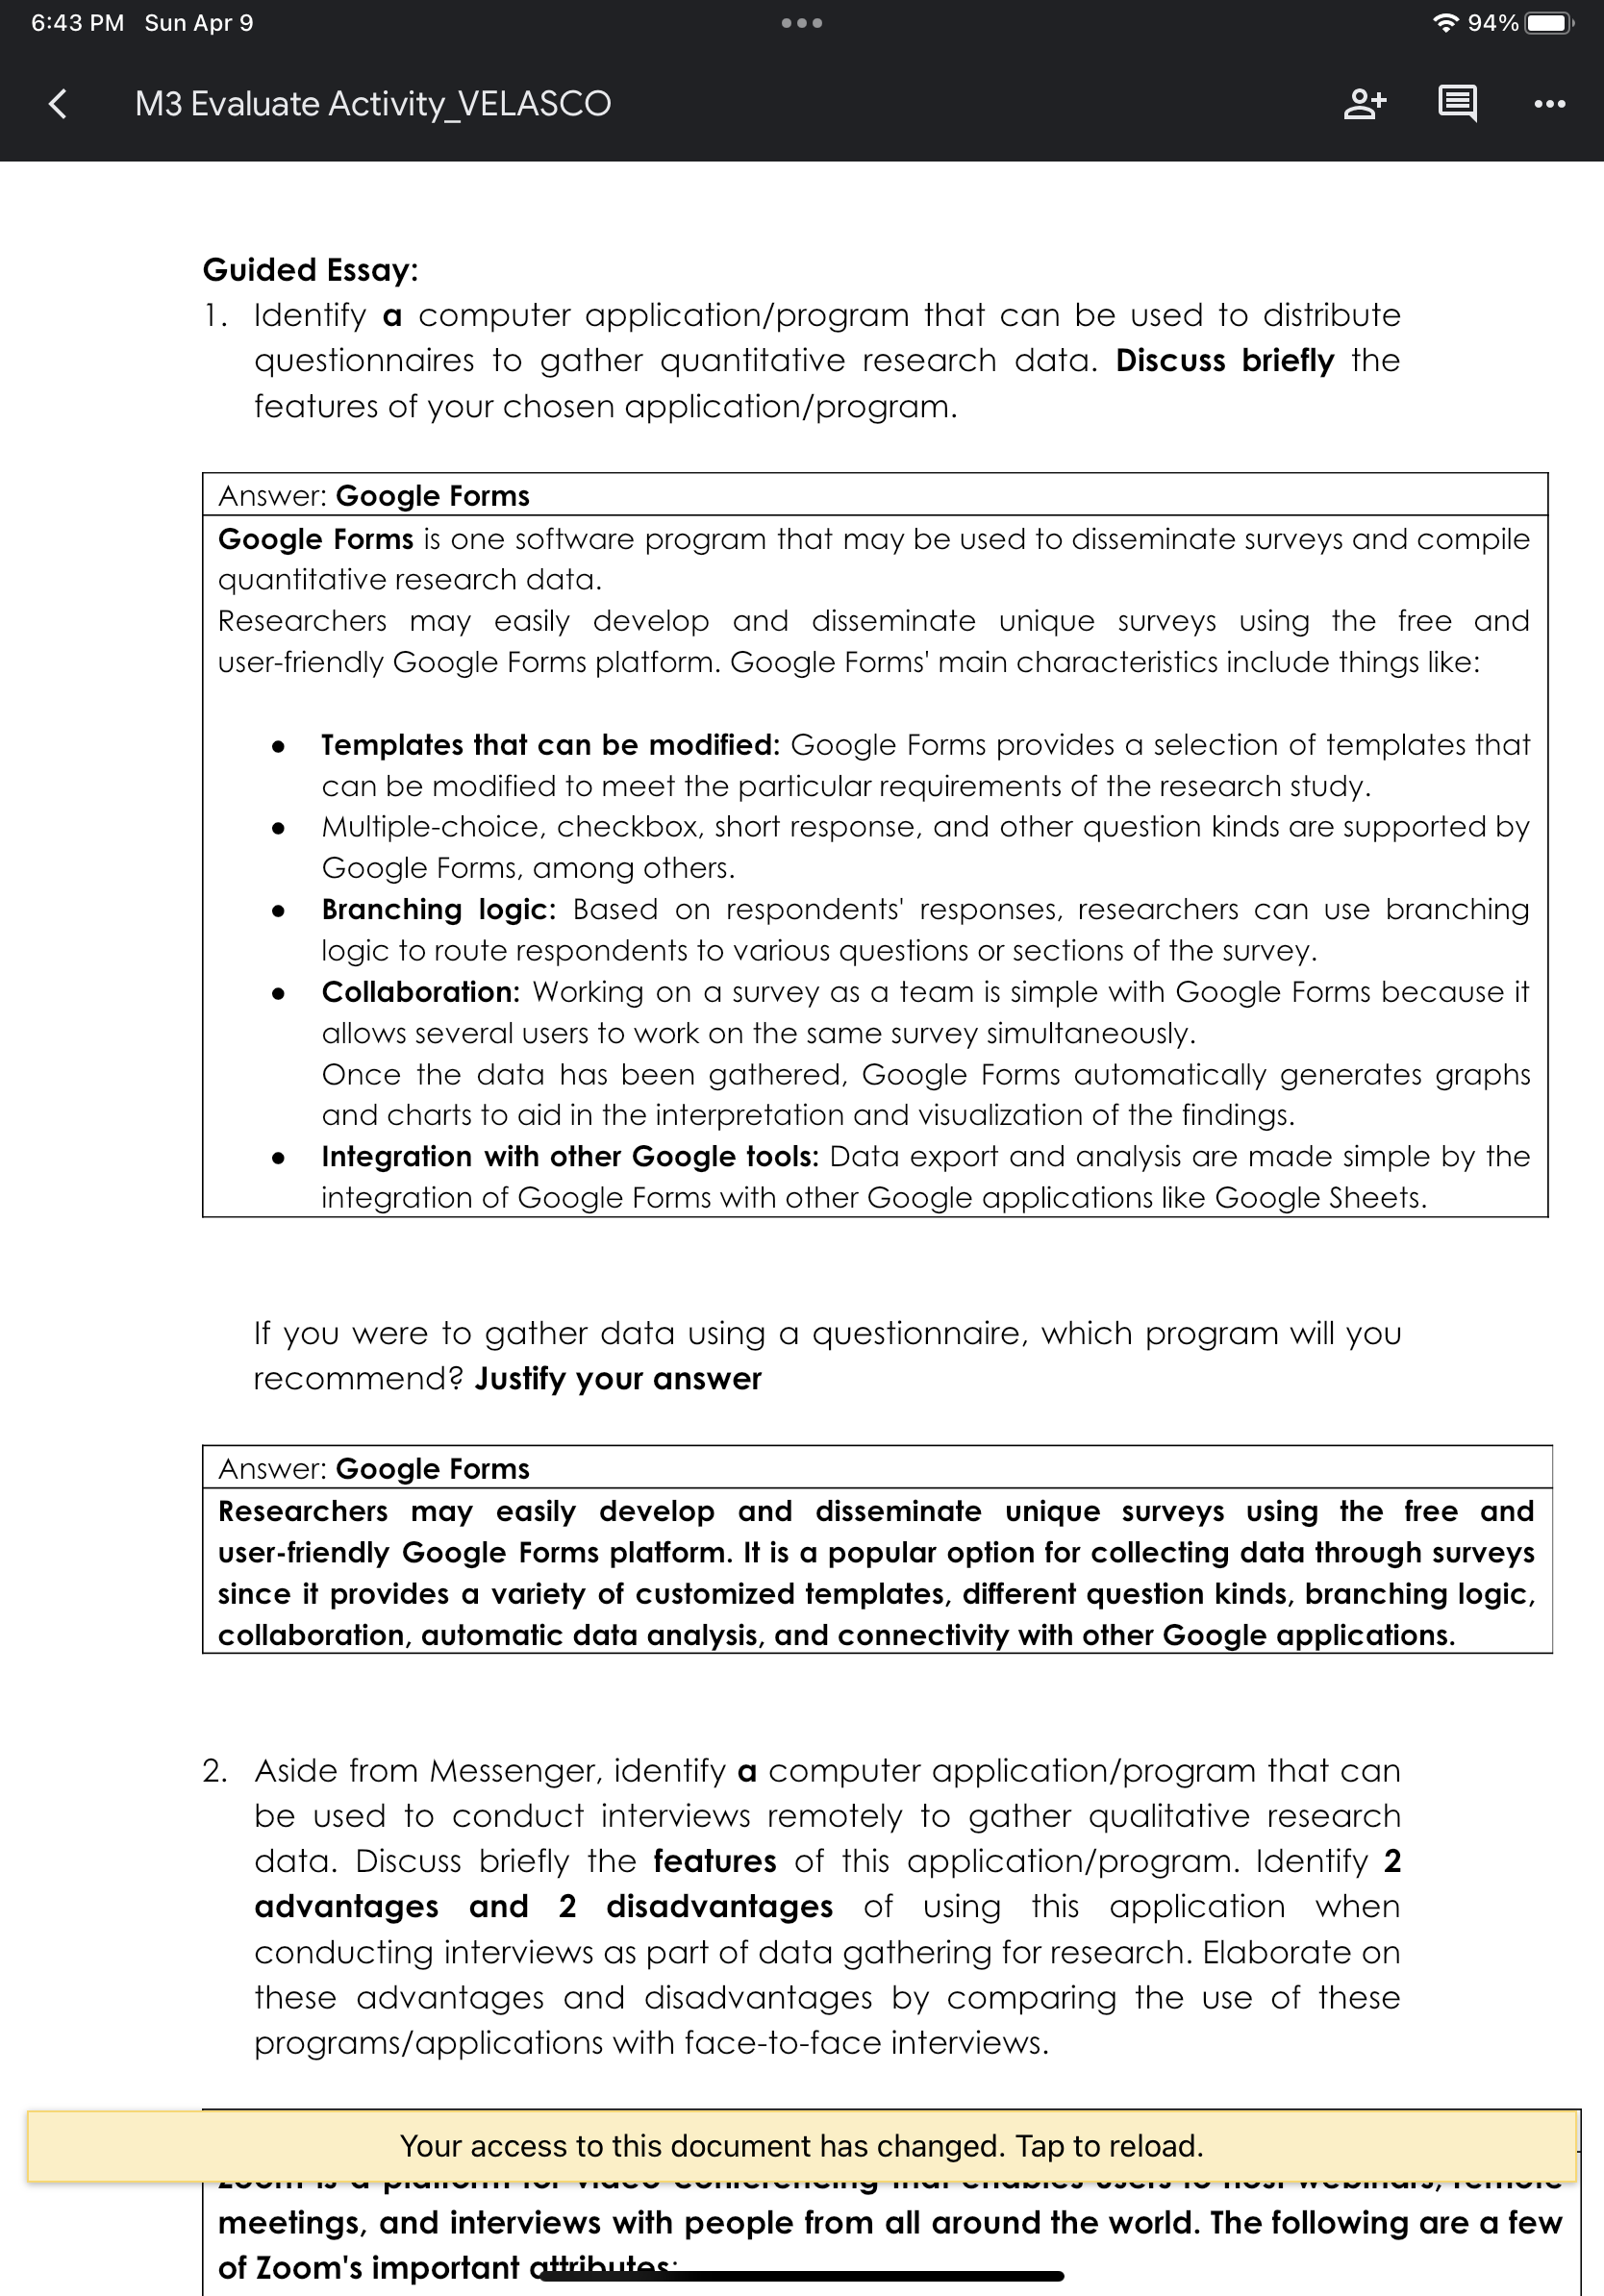 6:43 PM Sun Apr 9
94%
M3 Evaluate Activity_VELASCO
Guided Essay:
1. Identify a computer application/program that can be used to distribute
questionnaires to gather quantitative research data. Discuss briefly the
features of your chosen application/program.
Answer: Google Forms
Google Forms is one software program that may be used to disseminate surveys and compile
quantitative research data.
Researchers may easily develop and disseminate unique surveys using the free and
user-friendly Google Forms platform. Google Forms' main characteristics include things like:
● Templates that can be modified: Google Forms provides a selection of templates that
can be modified to meet the particular requirements of the research study.
● Multiple-choice, checkbox, short response, and other question kinds are supported by
Google Forms, among others.
● Branching logic: Based on respondents' responses, researchers can use branching
logic to route respondents to various questions or sections of the survey.
● Collaboration: Working on a survey as a team is simple with Google Forms because it
allows several users to work on the same survey simultaneously.
Once the data has been gathered, Google Forms automatically generates graphs
and charts to aid in the interpretation and visualization of the findings.
● Integration with other Google tools: Data export and analysis are made simple by the
integration of Google Forms with other Google applications like Google Sheets.
If you were to gather data using a questionnaire, which program will you
recommend? Justify your answer
Answer: Google Forms
Researchers may easily develop and disseminate unique surveys using the free and
user-friendly Google Forms platform. It is a popular option for collecting data through surveys
since it provides a variety of customized templates, different question kinds, branching logic,
collaboration, automatic data analysis, and connectivity with other Google applications.
2. Aside from Messenger, identify a computer application/program that can
be used to conduct interviews remotely to gather qualitative research
data. Discuss briefly the features of this application/program. Identify 2
advantages and 2 disadvantages of using this application when
conducting interviews as part of data gathering for research. Elaborate on
these advantages and disadvantages by comparing the use of these
programs/applications with face-to-face interviews.
Your access to this document has changed. Tap to reload.
Zoom is a platform for video conferencing that enables users to host webinars, remote
meetings, and interviews with people from all around the world. The following are a few
of Zoom's important attributes: